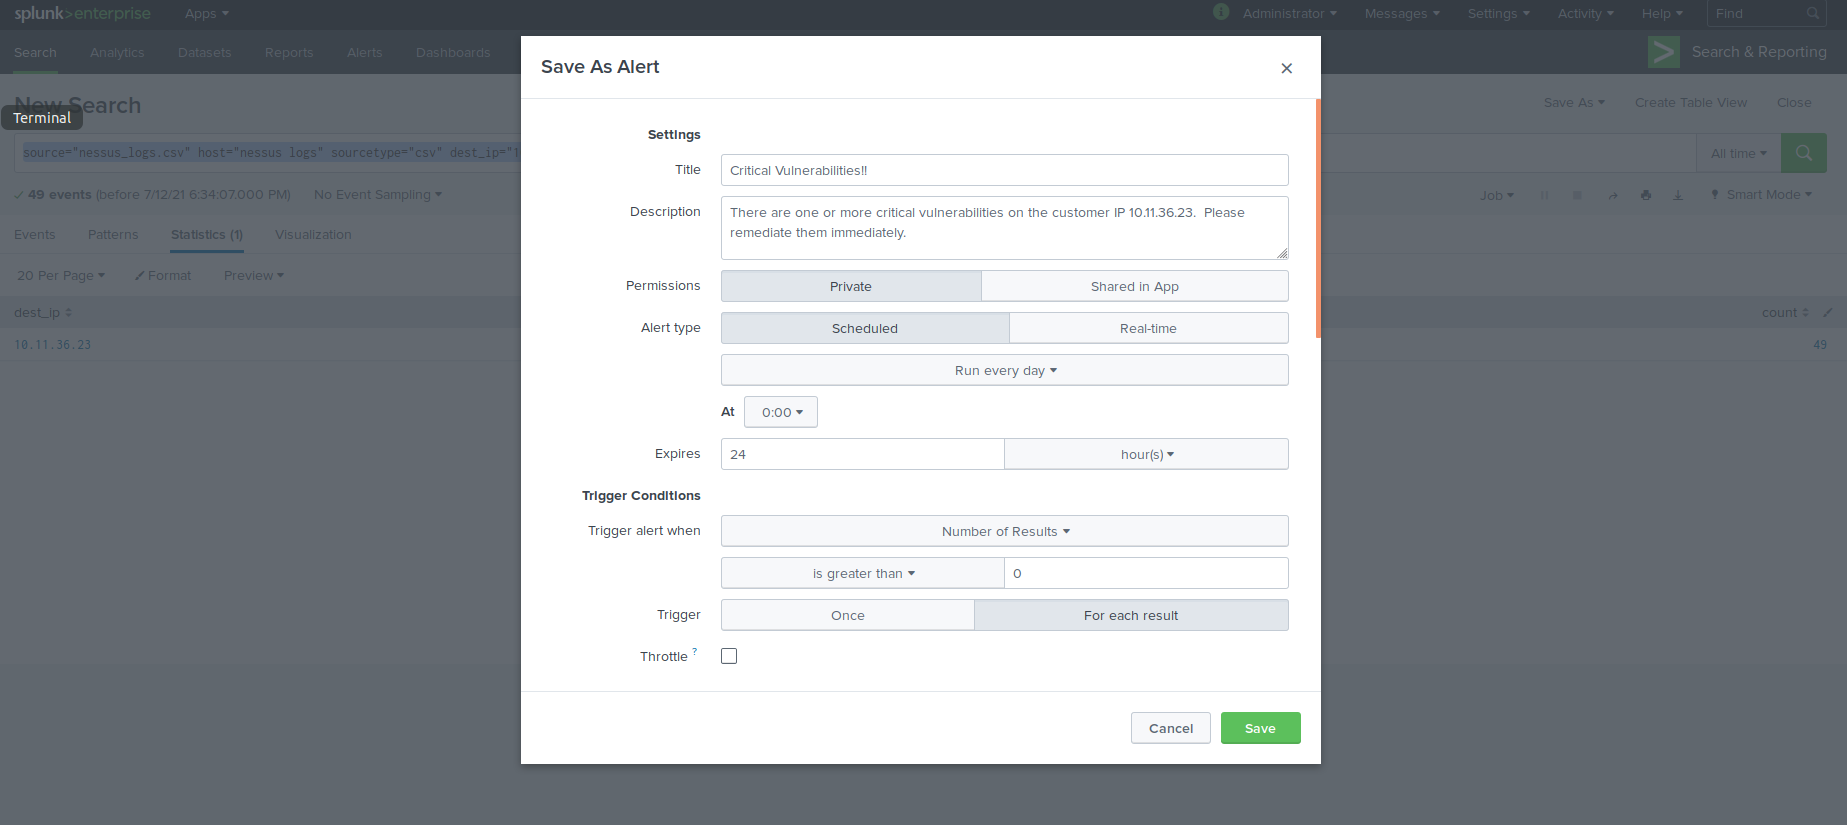 splunk>enterprise Apps Administrator Messages Settings Activity Help Find
Search Analytics Datasets Reports Alerts Dashboards Search & Reporting
New Search Save As Create Table View Close
Terminal
source="nessus_logs.csv" host="nessus logs" sourcetype="csv" dest_ip="1 All time
49 events (before 7/12/21 6:34:07.000 PM) No Event Sampling Job Smart Mode
Events Patterns Statistics (1) Visualization
20 Per Page Format Preview
dest_ip count
10.11.36.23 49
Save As Alert
Settings
Title Critical Vulnerabilities!!
Description There are one or more critical vulnerabilities on the customer IP 10.11.36.23. Please
remediate them immediately.
Permissions Private Shared in App
Alert type Scheduled Real-time
Run every day
At 0:00
Expires 24 hour(s)
Trigger Conditions
Trigger alert when Number of Results
is greater than 0
Trigger Once For each result
Throttle ?
Cancel Save